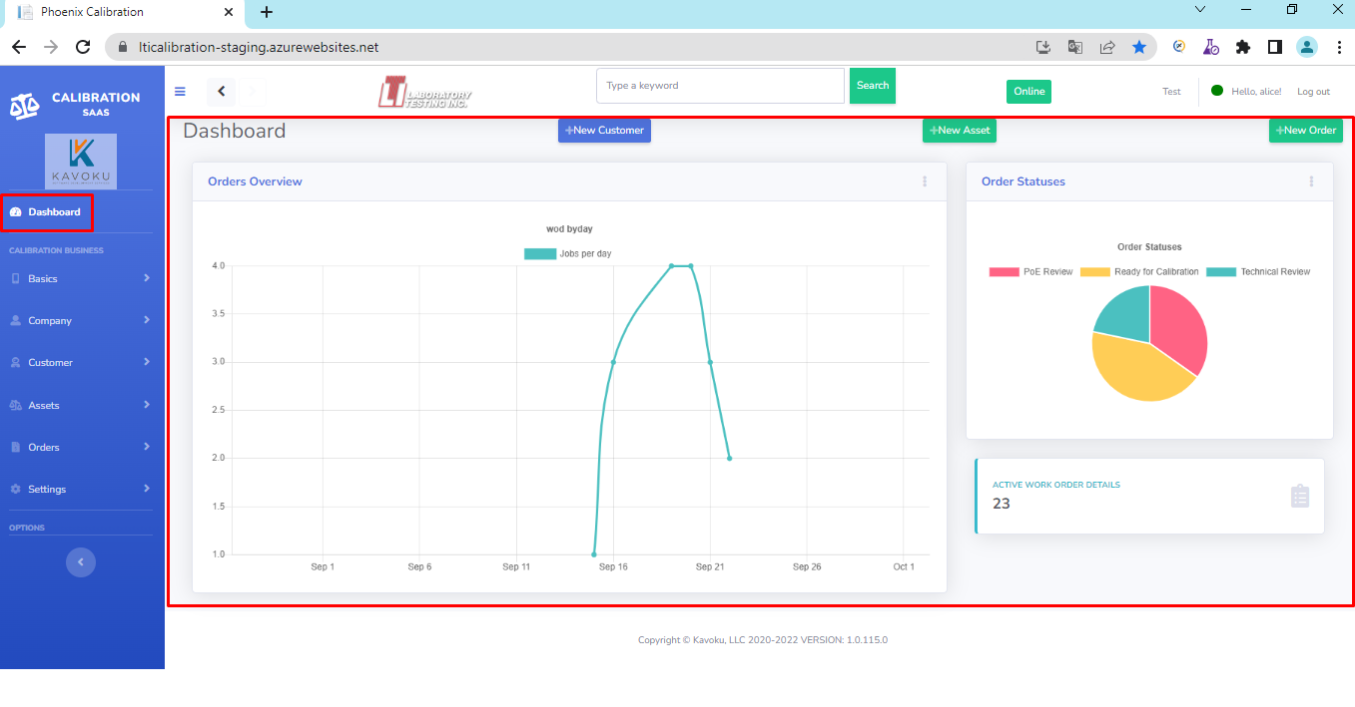 Phoenix Calibration
lticalibration-staging.azurewebsites.net
CALIBRATION
SAAS
KAVOKU
Dashboard
CALIBRATION BUSINESS
Basics
Company
Customer
Assets
Orders
Settings
OPTIONS
LABORATORY
TESTING INC.
Type a keyword
Search
Online
Test
Hello, alice!
Log out
Dashboard
+New Customer
+New Asset
+New Order
Orders Overview
wod byday
Jobs per day
4.0
3.5
3.0
2.5
2.0
1.5
1.0
Sep 1
Sep 6
Sep 11
Sep 16
Sep 21
Sep 26
Oct 1
Order Statuses
Order Statuses
PoE Review
Ready for Calibration
Technical Review
ACTIVE WORK ORDER DETAILS
23
Copyright © Kavoku, LLC 2020-2022 VERSION: 1.0.115.0